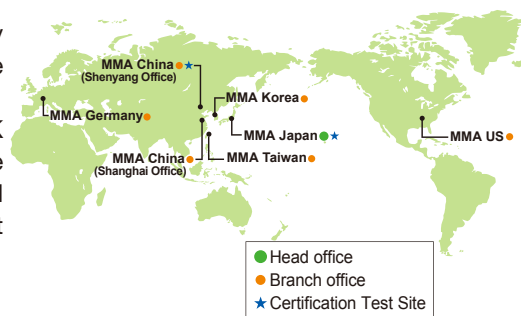 MMA China
(Shenyang Office)
MMA Korea
MMA Germany
MMA Japan
MMA US
MMA China
(Shanghai Office)
MMA Taiwan
Head office
Branch office
Certification Test Site